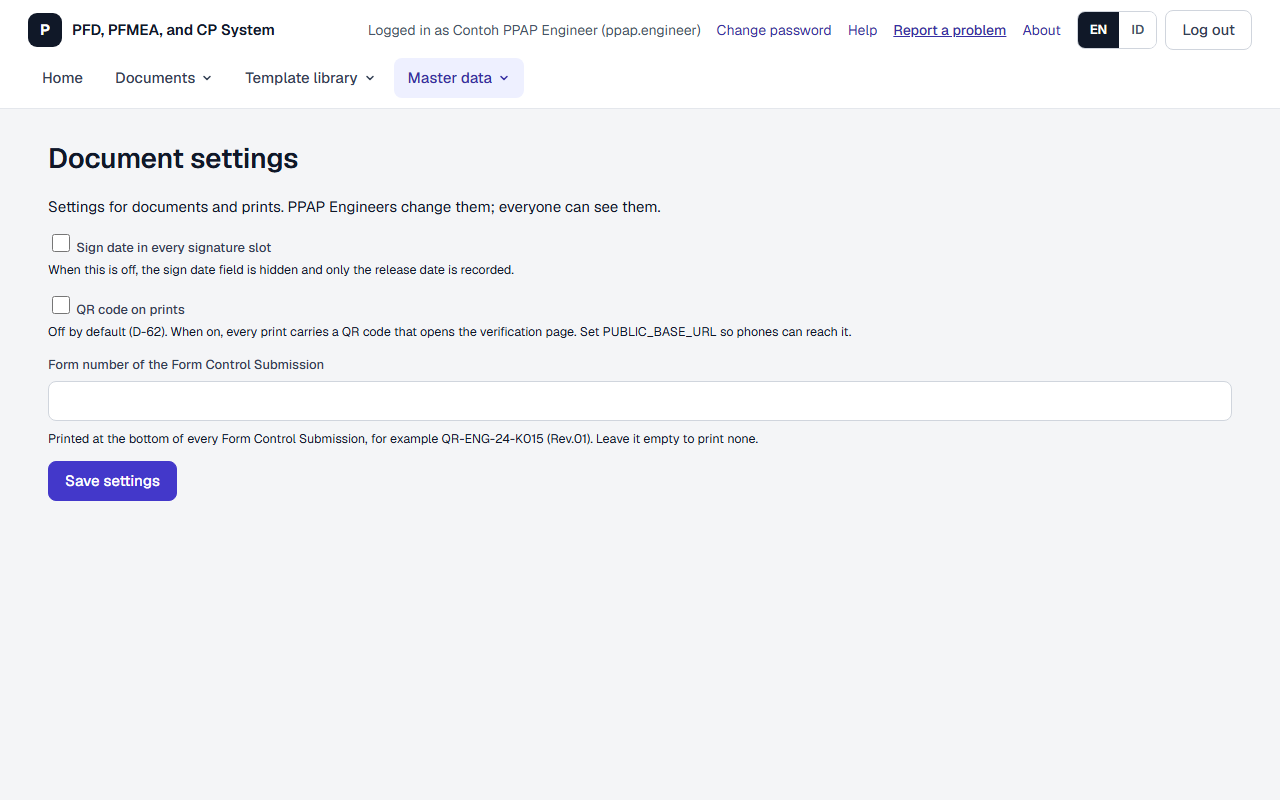 P
PFD, PFMEA, and CP System
Logged in as Contoh PPAP Engineer (ppap.engineer)
Change password
Help
Report a problem
About
EN
ID
Log out
Home
Documents
Template library
Master data
Document settings
Settings for documents and prints. PPAP Engineers change them; everyone can see them.
Sign date in every signature slot
When this is off, the sign date field is hidden and only the release date is recorded.
QR code on prints
Off by default (D-62). When on, every print carries a QR code that opens the verification page. Set PUBLIC_BASE_URL so phones can reach it.
Form number of the Form Control Submission
Printed at the bottom of every Form Control Submission, for example QR-ENG-24-K015 (Rev.01). Leave it empty to print none.
Save settings